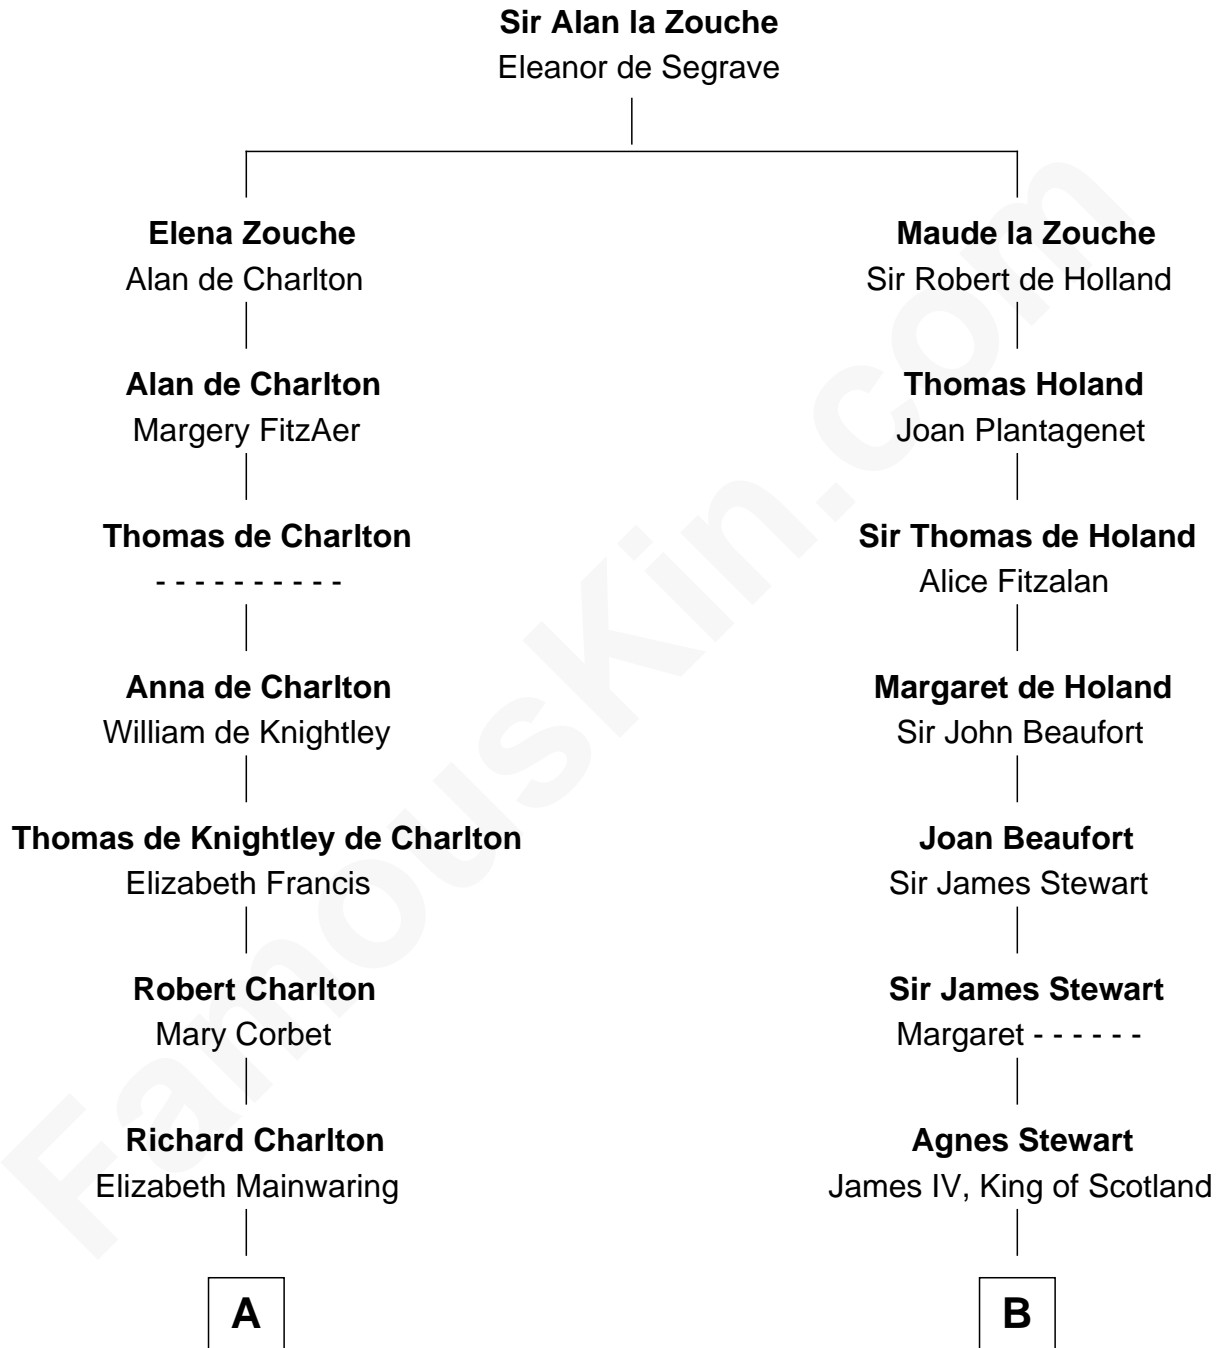 Sir Alan la Zouche
Eleanor de Segrave
Elena Zouche
Alan de Charlton
Maude la Zouche
Sir Robert de Holland
Alan de Charlton
Margery FitzAer
Thomas Holand
Joan Plantagenet
Thomas de Charlton
- - - - - - - - - -
Sir Thomas de Holand
Alice Fitzalan
Anna de Charlton
William de Knightley
Margaret de Holand
Sir John Beaufort
Thomas de Knightley de Charlton
Elizabeth Francis
Joan Beaufort
Sir James Stewart
Robert Charlton
Mary Corbet
Sir James Stewart
Margaret - - - - - -
Richard Charlton
Elizabeth Mainwaring
Agnes Stewart
James IV, King of Scotland
A
B
FamousKin.com